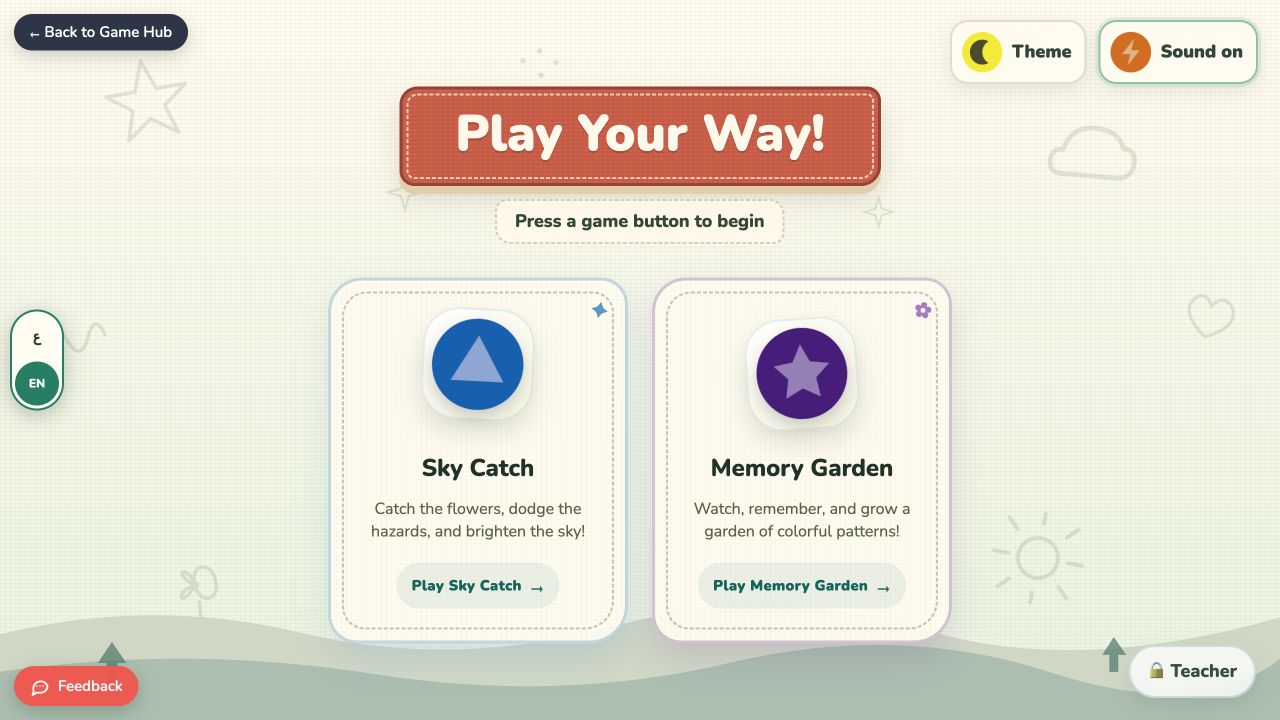 ← Back to Game Hub
Theme
Sound on
Play Your Way!
Press a game button to begin
ع
EN
Sky Catch
Catch the flowers, dodge the
hazards, and brighten the sky!
Play Sky Catch →
Memory Garden
Watch, remember, and grow a
garden of colorful patterns!
Play Memory Garden →
Feedback
Teacher